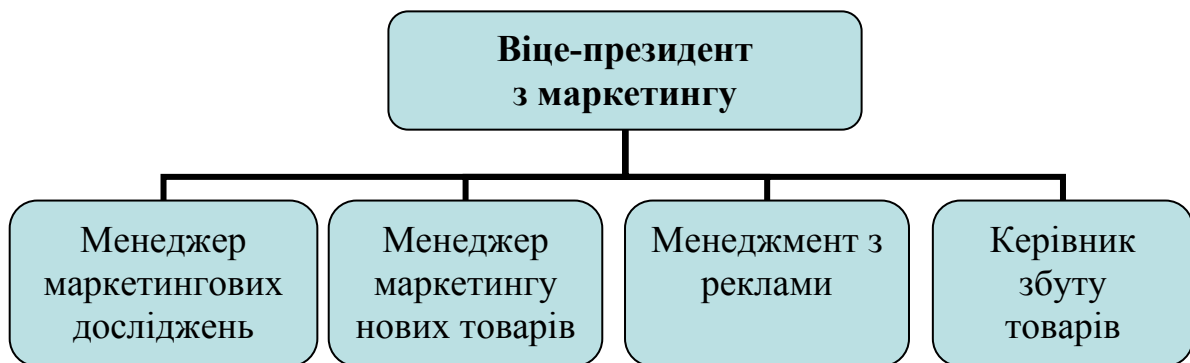 Віце-президент
з маркетингу
Менеджер
маркетингових
досліджень
Менеджер
маркетингу
нових товарів
Менеджмент з
реклами
Керівник
збуту
товарів